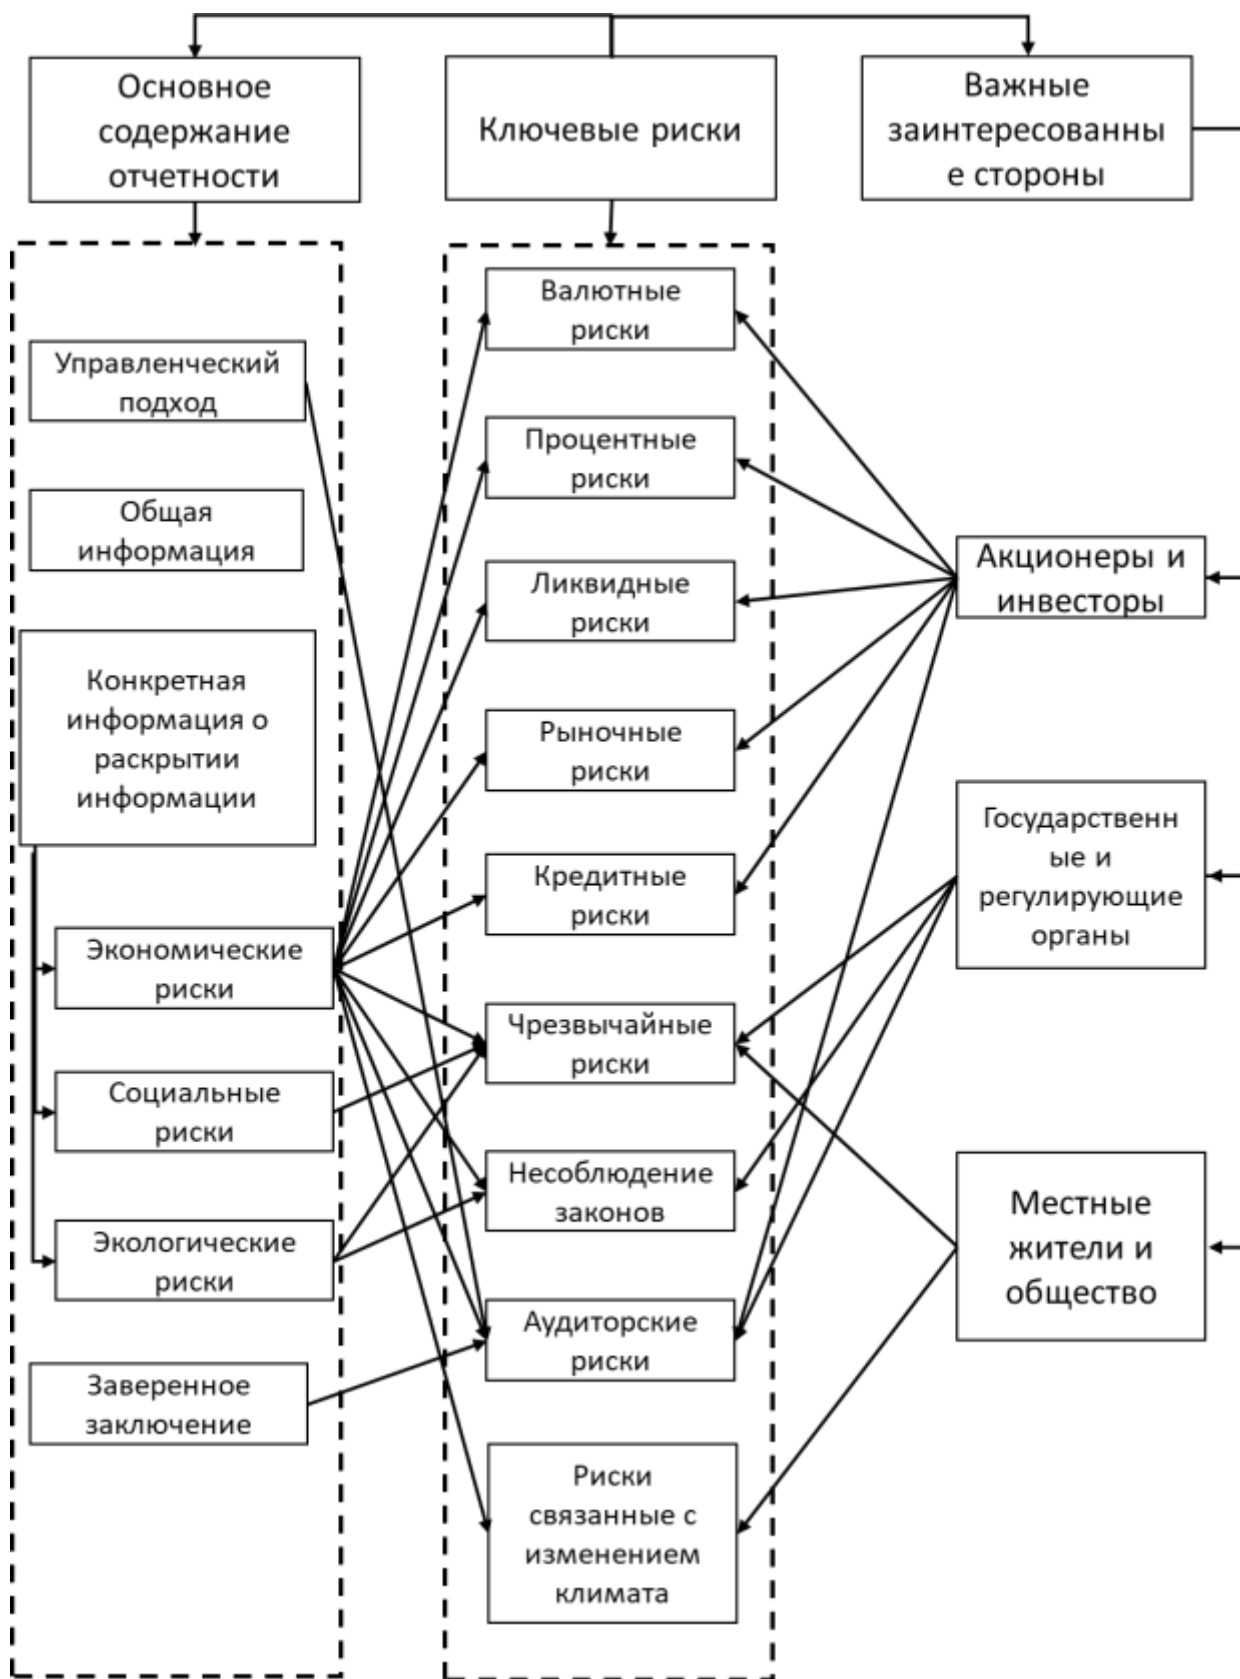 Основное
содержание
отчетности
Ключевые риски
Важные
заинтересованны
е стороны
Управленческий
подход
Общая
информация
Конкретная
информация о
раскрытии
информации
Экономические
риски
Социальные
риски
Экологические
риски
Заверенное
заключение
Валютные
риски
Процентные
риски
Ликвидные
риски
Рыночные
риски
Кредитные
риски
Чрезвычайные
риски
Несоблюдение
законов
Аудиторские
риски
Риски
связанные с
изменением
климата
Акционеры и
инвесторы
Государственн
ые и
регулирующие
органы
Местные
жители и
общество